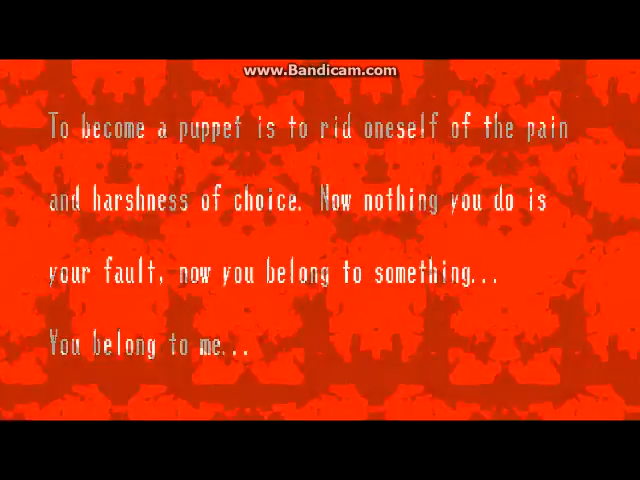 www.Bandicam.com
To become a puppet is to rid oneself of the pain
and harshness of choice. Now nothing you do is
your fault, now you belong to something...
You belong to me...